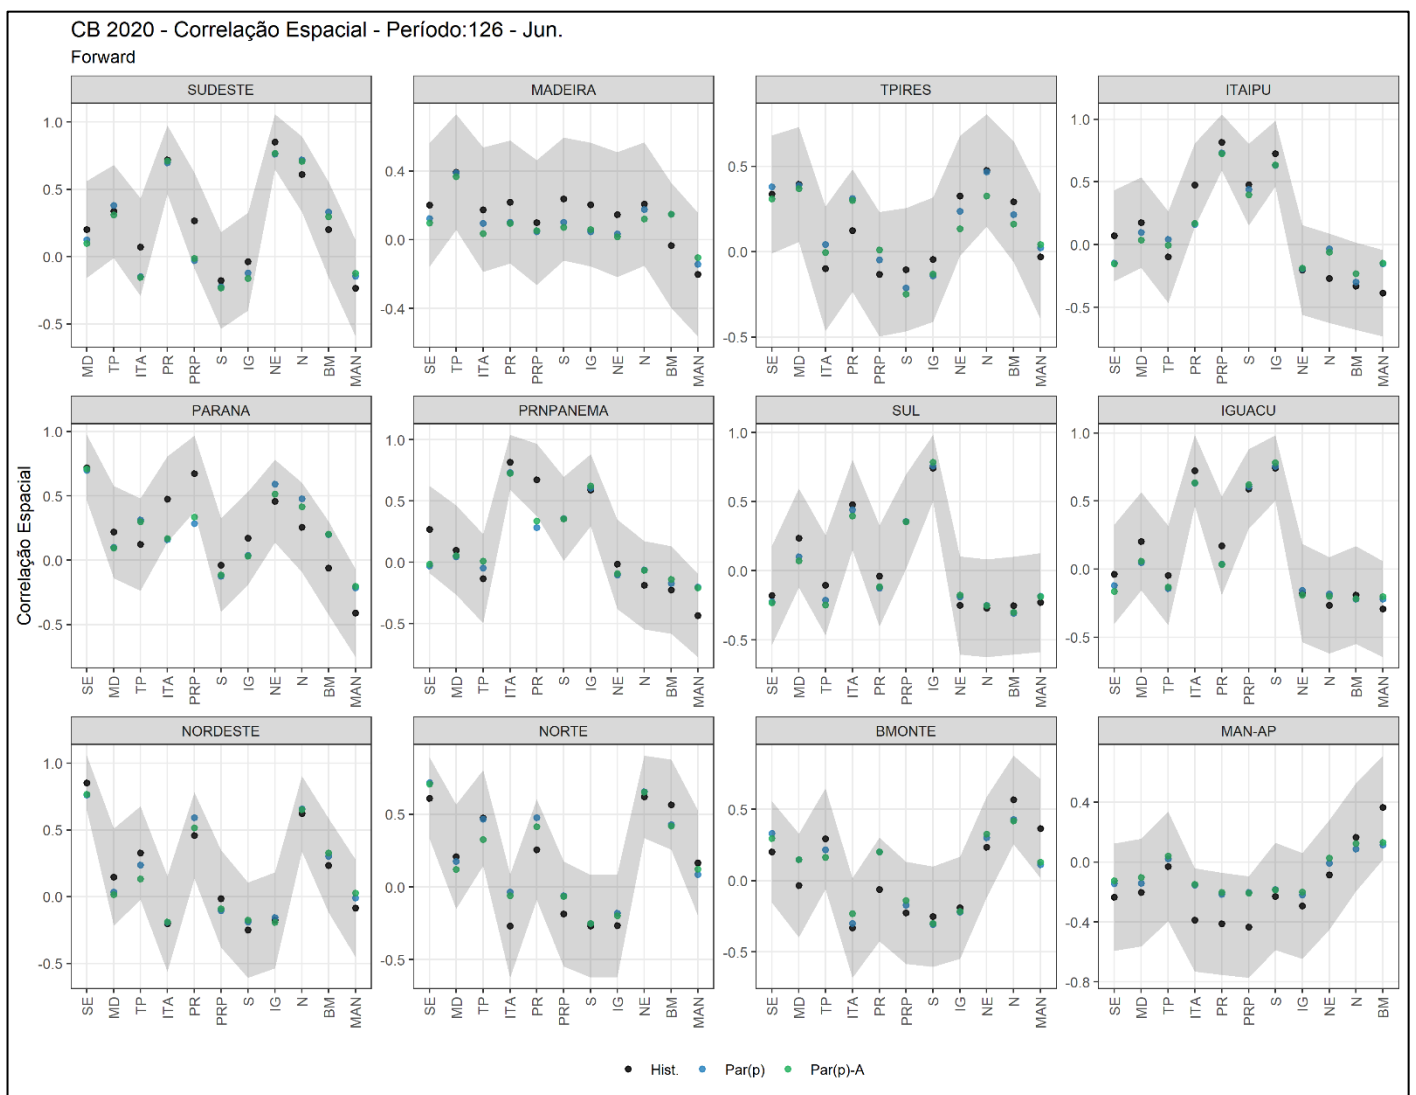 CB 2020 - Correlação Espacial - Período:126 - Jun.
Forward
Correlação Espacial
SUDESTE
1.0
0.5
0.0
-0.5
MD TP ITA PR PRP S IG NE N BM MAN
MADEIRA
0.4
0.0
-0.4
SE TP ITA PR PRP S IG NE N BM MAN
TPIRES
0.5
0.0
-0.5
SE MD ITA PR PRP S IG NE N BM MAN
ITAIPU
1.0
0.5
0.0
-0.5
SE MD TP PR PRP S IG NE N BM MAN
PARANA
1.0
0.5
0.0
-0.5
SE MD TP ITA PRP S IG NE N BM MAN
PRNPANEMA
1.0
0.5
0.0
-0.5
SE MD TP ITA PR S IG NE N BM MAN
SUL
1.0
0.5
0.0
-0.5
SE MD TP ITA PR PRP IG NE N BM MAN
IGUACU
1.0
0.5
0.0
-0.5
SE MD TP ITA PR PRP S NE N BM MAN
NORDESTE
1.0
0.5
0.0
-0.5
SE MD TP ITA PR PRP S IG N BM MAN
NORTE
0.5
0.0
-0.5
SE MD TP ITA PR PRP S IG NE BM MAN
BMONTE
0.5
0.0
-0.5
SE MD TP ITA PR PRP S IG NE N MAN
MAN-AP
0.4
0.0
-0.4
-0.8
SE MD TP ITA PR PRP S IG NE N BM
Hist. Par(p) Par(p)-A